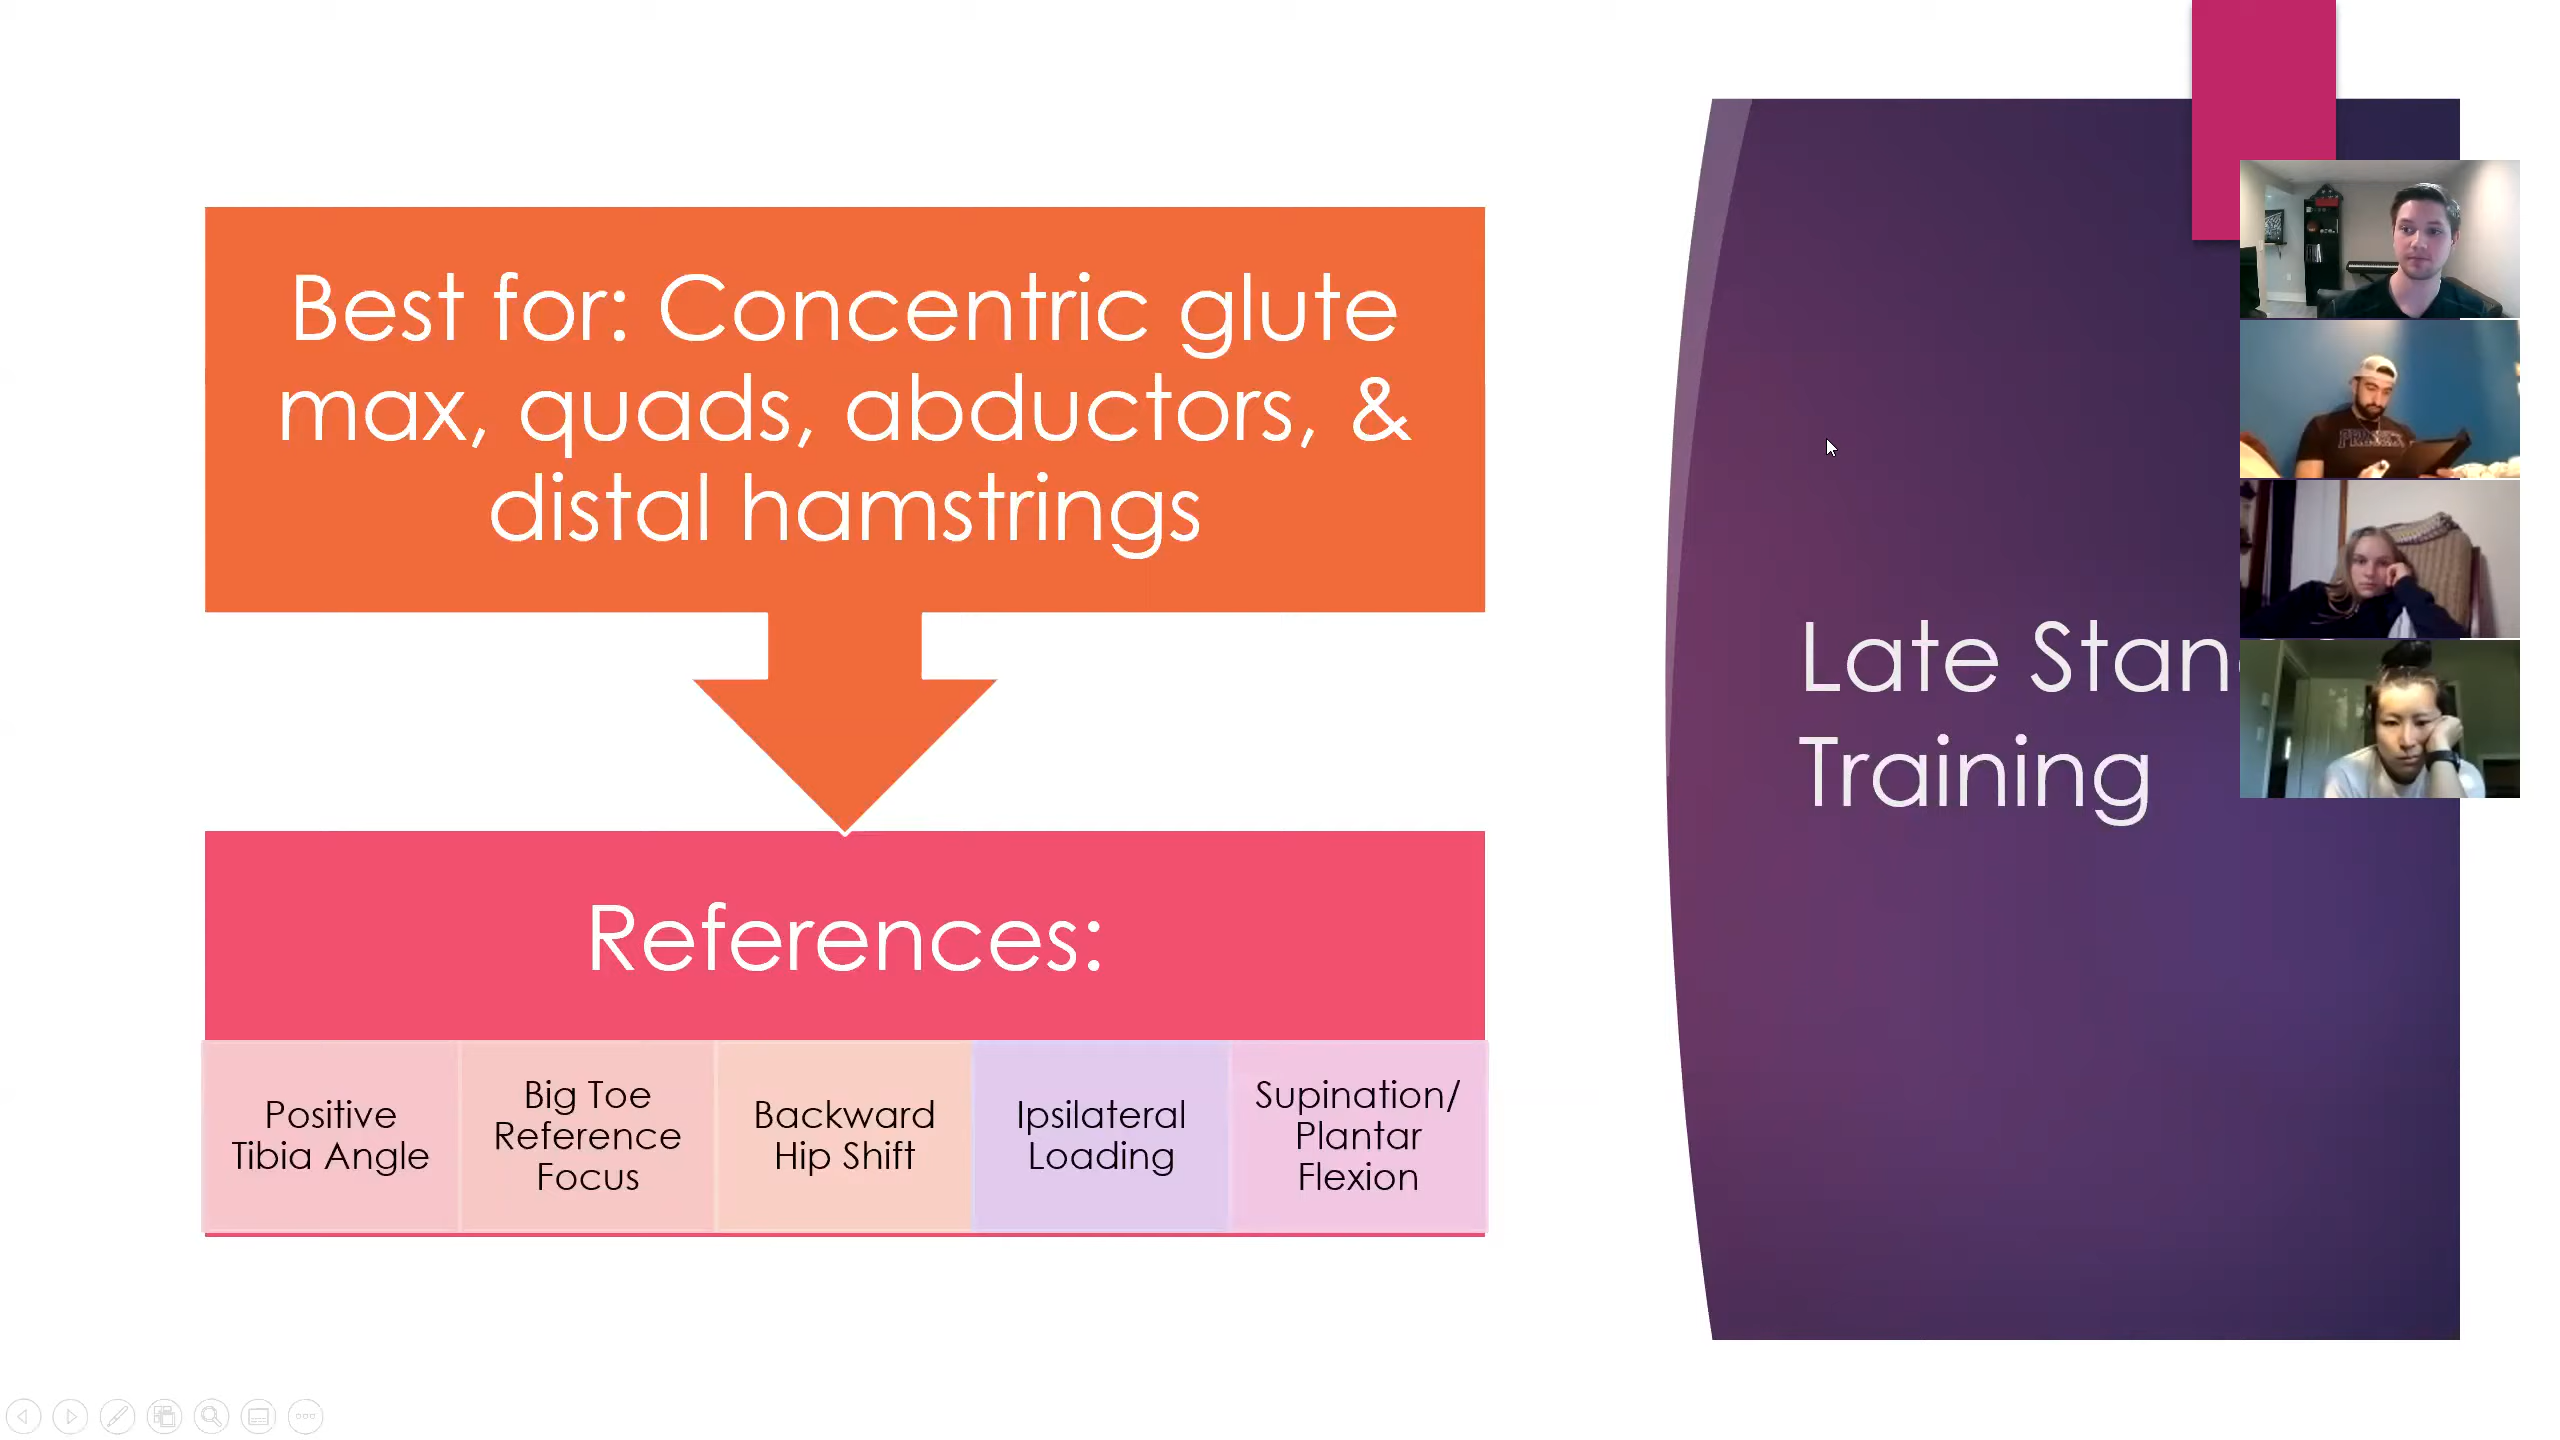 Best for: Concentric glute
max, quads, abductors, &
distal hamstrings
References:
Positive
Tibia Angle
Big Toe
Reference
Focus
Backward
Hip Shift
Ipsilateral
Loading
Supination/
Plantar
Flexion
Late Stan
Training